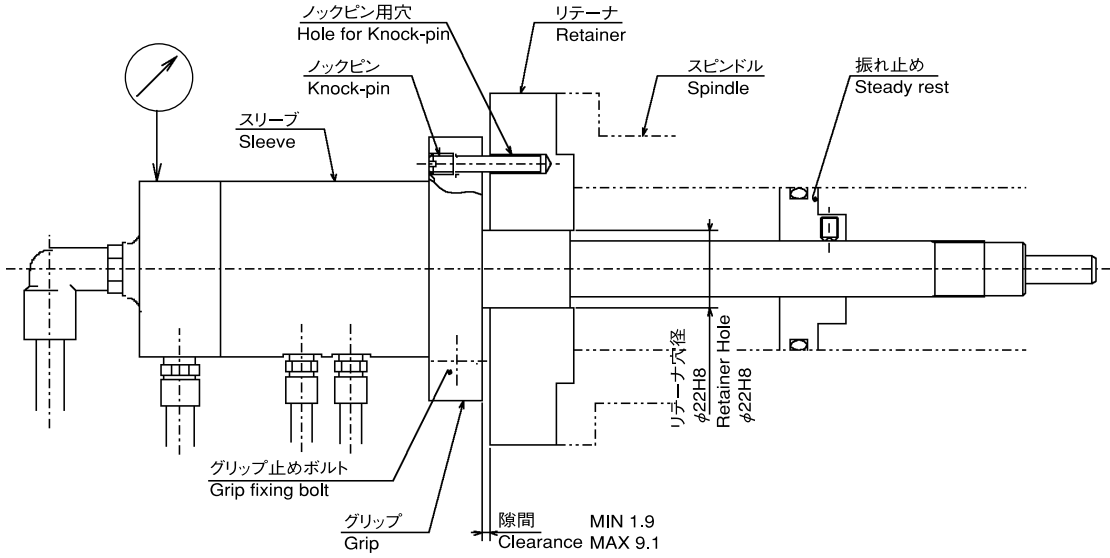 ノックピン用穴
Hole for Knock-pin
リテーナ
Retainer
ノックピン
Knock-pin
スピンドル
Spindle
振れ止め
Steady rest
スリーブ
Sleeve
リテーナ穴径
φ22H8
Retainer Hole
φ22H8
グリップ止めボルト
Grip fixing bolt
グリップ
Grip
隙間 MIN 1.9
Clearance MAX 9.1